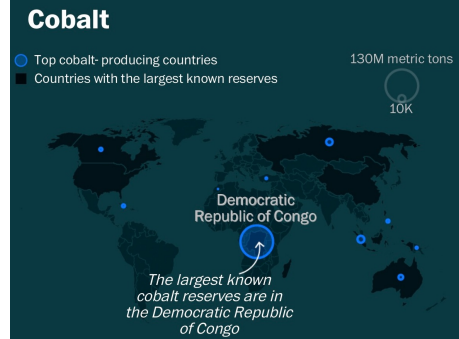 Cobalt
Top cobalt- producing countries
Countries with the largest known reserves
130M metric tons
10K
Democratic
Republic of Congo
The largest known
cobalt reserves are in
the Democratic Republic
of Congo